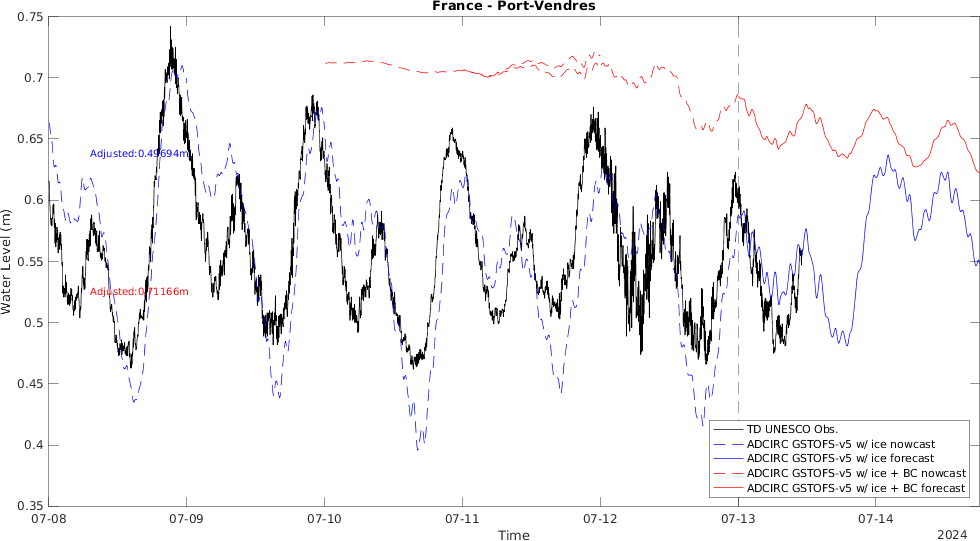 France - Port-Vendres
0.75
0.7
0.65
0.6
0.55
0.5
0.45
0.4
0.35
Water Level (m)
Adjusted:0.49694m
Adjusted:0.71166m
TD UNESCO Obs.
ADCIRC GSTOFS-v5 w/ ice nowcast
ADCIRC GSTOFS-v5 w/ ice forecast
ADCIRC GSTOFS-v5 w/ ice + BC nowcast
ADCIRC GSTOFS-v5 w/ ice + BC forecast
07-08 07-09 07-10 07-11 07-12 07-13 07-14
Time
2024